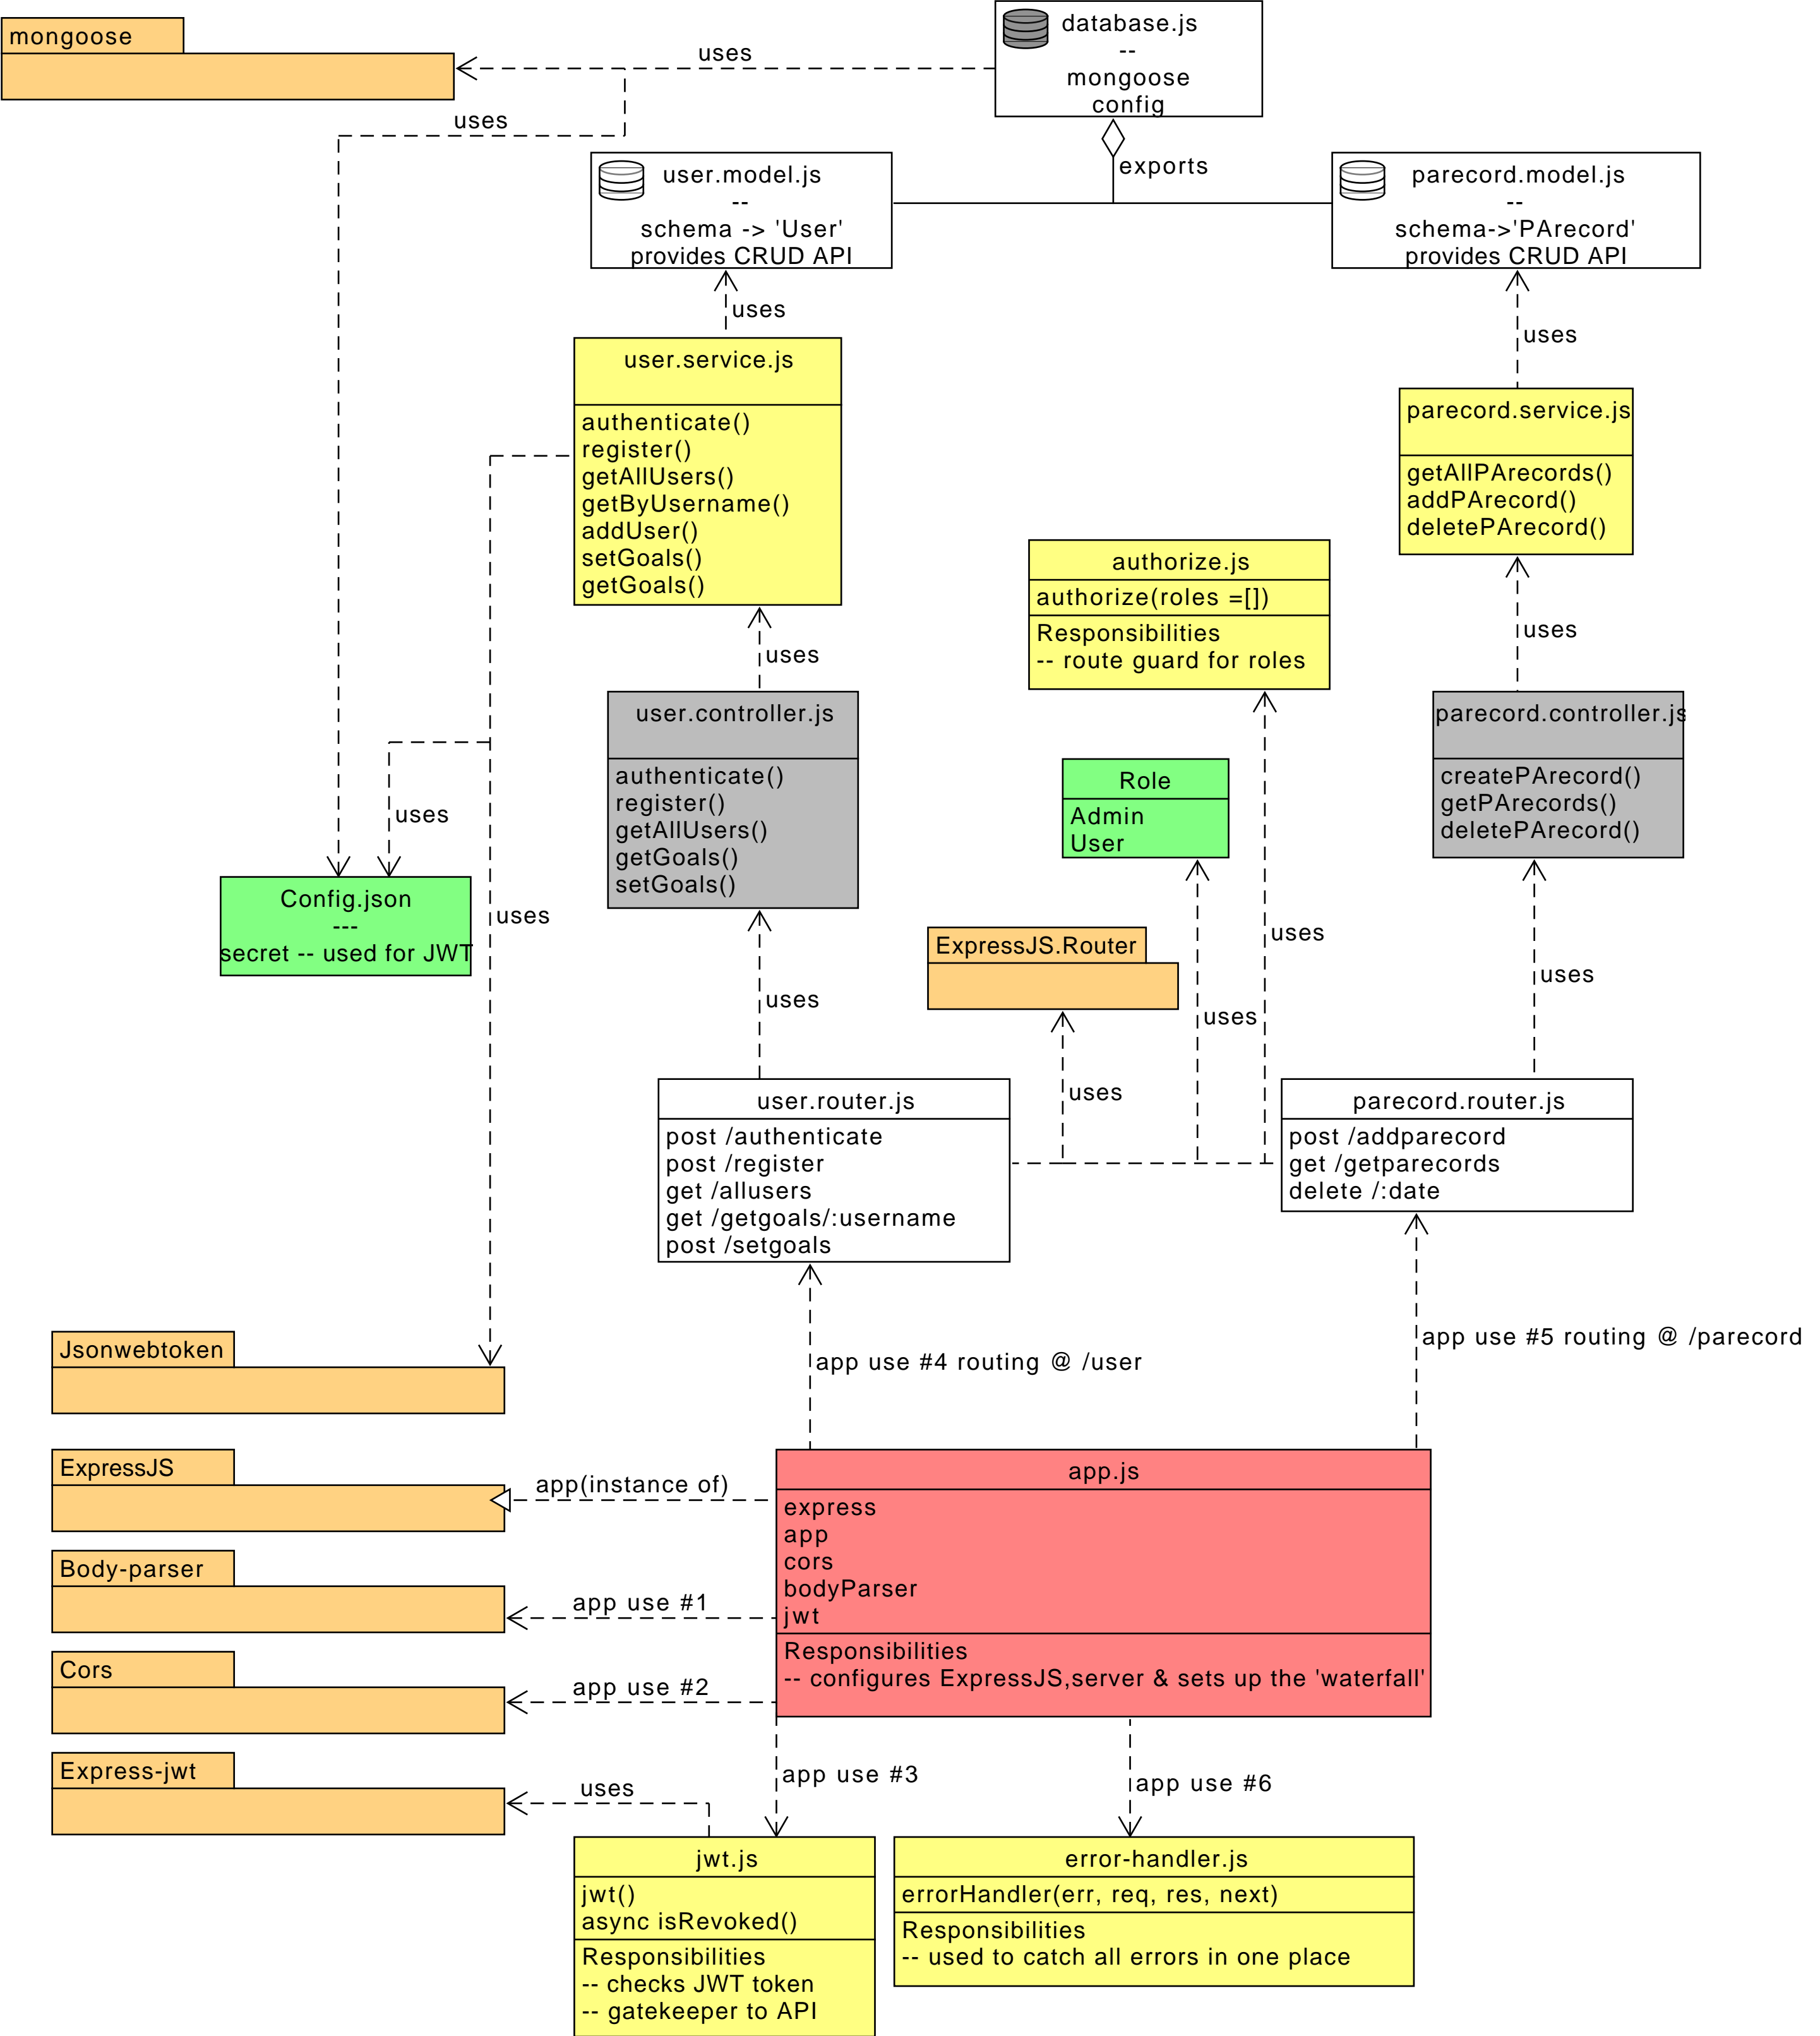 mongoose
uses
database.js
--
mongoose
config
uses
exports
user.model.js
--
schema -> 'User'
provides CRUD API
parecord.model.js
--
schema->'PArecord'
provides CRUD API
uses
uses
user.service.js
authenticate()
register()
getAllUsers()
getByUsername()
addUser()
setGoals()
getGoals()
parecord.service.js
getAllPArecords()
addPArecord()
deletePArecord()
authorize.js
authorize(roles =[])
Responsibilities
-- route guard for roles
uses
uses
user.controller.js
authenticate()
register()
getAllUsers()
getGoals()
setGoals()
Role
Admin
User
parecord.controller.js
createPArecord()
getPArecords()
deletePArecord()
uses
Config.json
---
secret -- used for JWT
uses
ExpressJS.Router
uses
uses
uses
uses
uses
user.router.js
post /authenticate
post /register
get /allusers
get /getgoals/:username
post /setgoals
parecord.router.js
post /addparecord
get /getparecords
delete /:date
Jsonwebtoken
app use #4 routing @ /user
app use #5 routing @ /parecord
ExpressJS
app(instance of)
app.js
express
app
cors
bodyParser
jwt
Responsibilities
-- configures ExpressJS,server & sets up the 'waterfall'
Body-parser
app use #1
Cors
app use #2
Express-jwt
uses
app use #3
app use #6
jwt.js
jwt()
async isRevoked()
Responsibilities
-- checks JWT token
-- gatekeeper to API
error-handler.js
errorHandler(err, req, res, next)
Responsibilities
-- used to catch all errors in one place